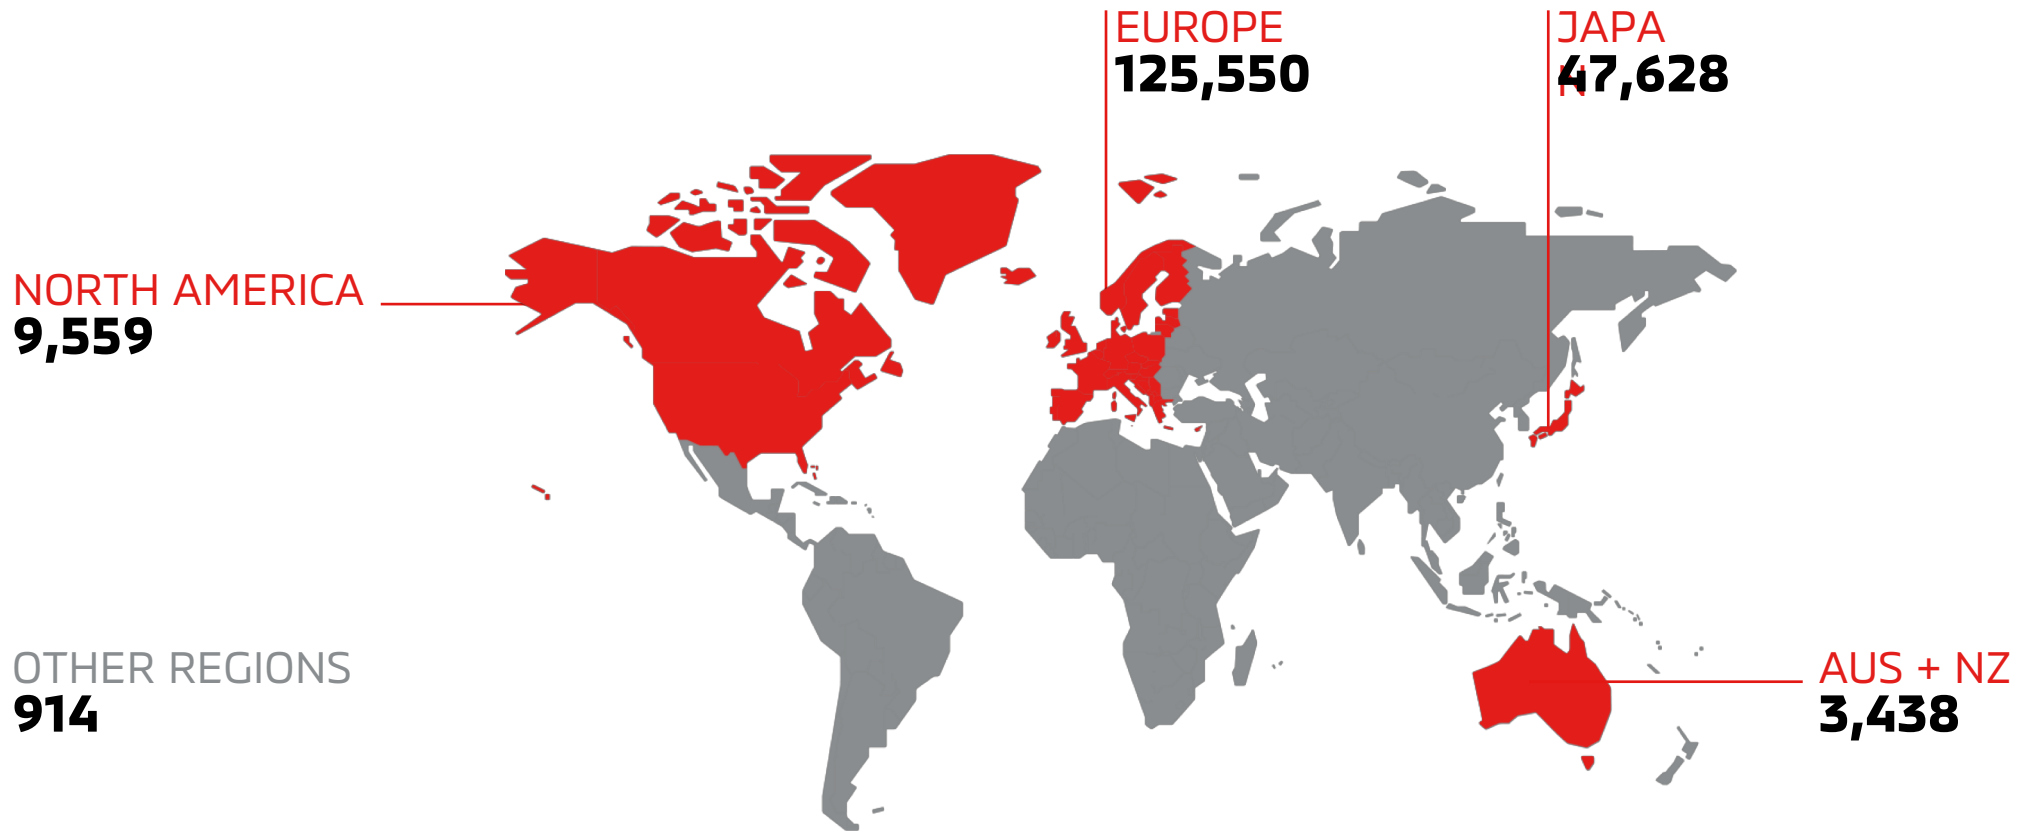 EUROPE
125,550
JAPA
N
47,628
NORTH AMERICA
9,559
OTHER REGIONS
914
AUS + NZ
3,438